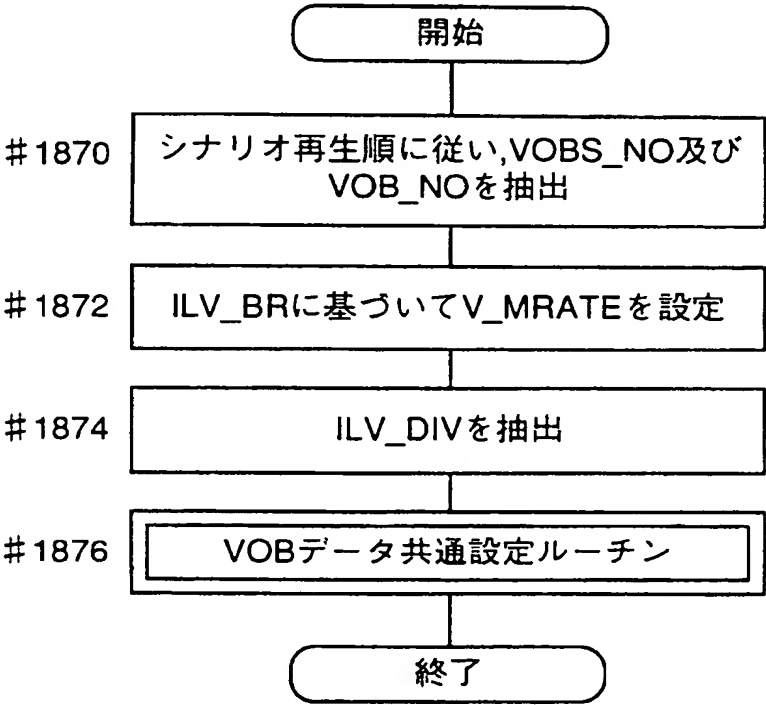 開始
#1870
シナリオ再生順に従い,VOBS_NO及び
VOB_NOを抽出
#1872
ILV_BRに基づいてV_MRATEを設定
#1874
ILV_DIVを抽出
#1876
VOBデータ共通設定ルーチン
終了